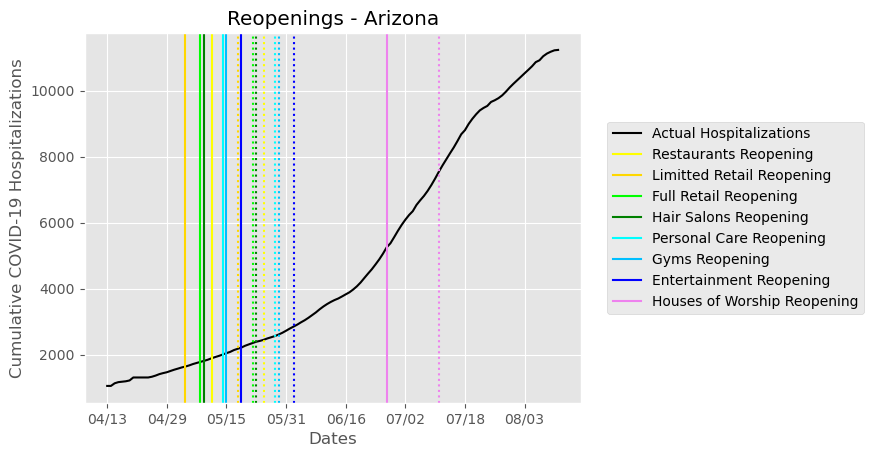 Reopenings - Arizona
Cumulative COVID-19 Hospitalizations
10000
8000
6000
4000
2000
04/13 04/29 05/15 05/31 06/16 07/02 07/18 08/03
Dates
Actual Hospitalizations
Restaurants Reopening
Limitted Retail Reopening
Full Retail Reopening
Hair Salons Reopening
Personal Care Reopening
Gyms Reopening
Entertainment Reopening
Houses of Worship Reopening